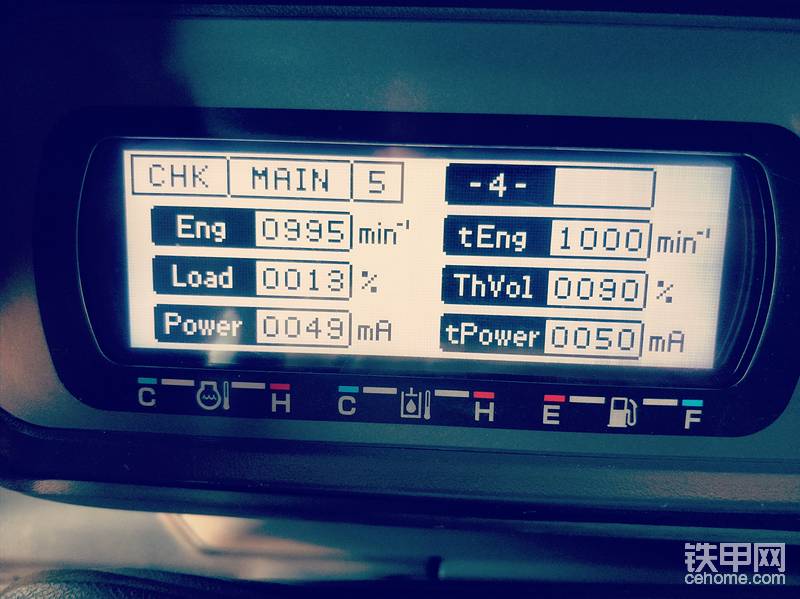 CHK MAIN 5 -4-
Eng 0995 min⁻¹ tEng 1000 min⁻¹
Load 0013 % ThVol 0090 %
Power 0049 mA tPower 0050 mA
C H C H E F
铁甲网
cehome.com